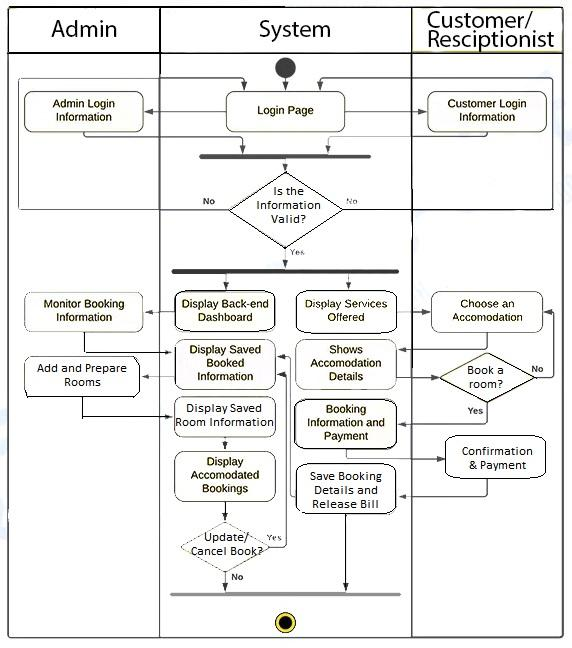 Admin
System
Customer/
Resciptionist
Admin Login
Information
Login Page
Customer Login
Information
Is the
Information
Valid?
No
No
Yes
Monitor Booking
Information
Display Back-end
Dashboard
Display Services
Offered
Choose an
Accomodation
Add and Prepare
Rooms
Display Saved
Booked
Information
Shows
Accomodation
Details
Book a
room?
No
Yes
Display Saved
Room Information
Booking
Information and
Payment
Display
Accomodated
Bookings
Save Booking
Details and
Release Bill
Confirmation
& Payment
Update/
Cancel Book?
Yes
No